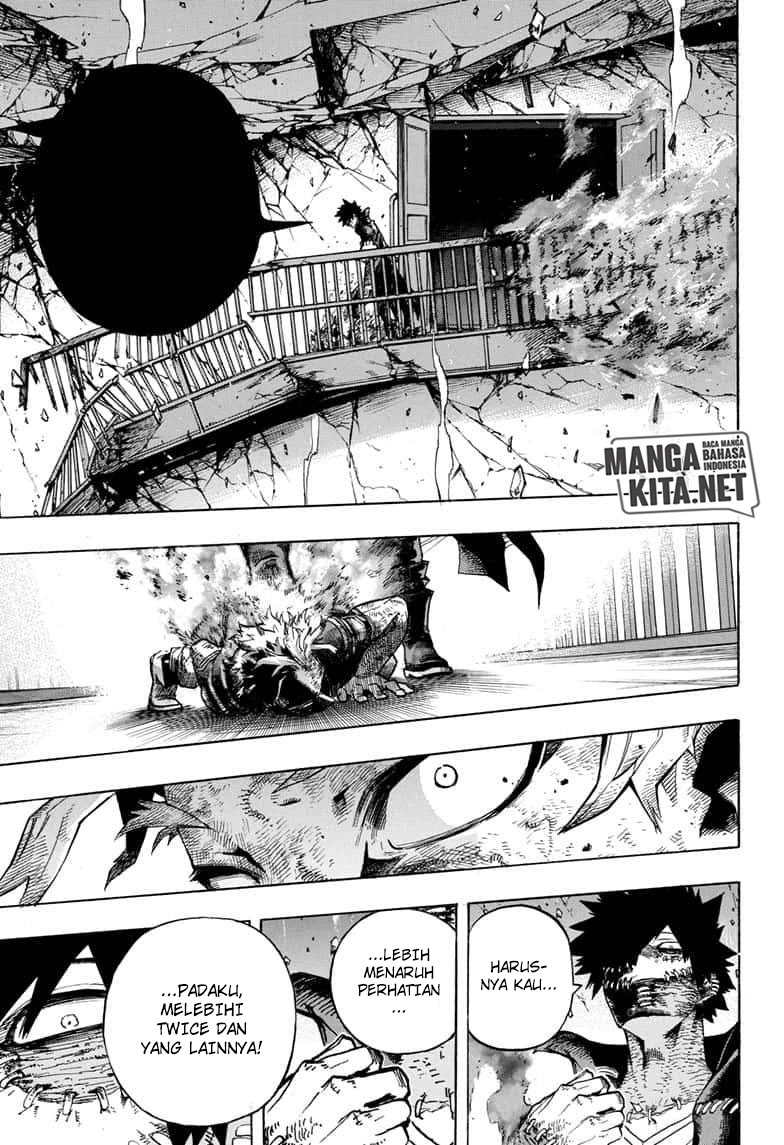 MANGA
KITA.NET
BACA MANGA
BAHASA
INDONESIA
HARUS-
NYA KAU...
...LEBIH
MENARUH
PERHATIAN
...
...PADAKU,
MELEBIHI
TWICE DAN
YANG LAINNYA!